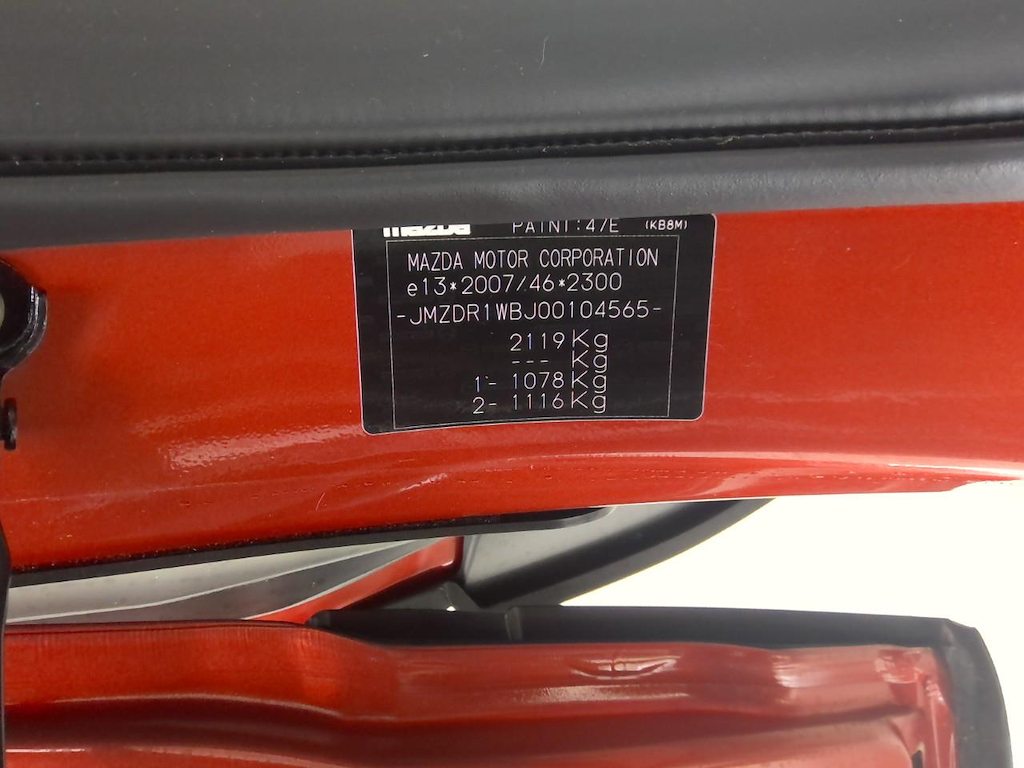 mazda PAINT:47E (KB8M)
MAZDA MOTOR CORPORATION
e13*2007/46*2300
-JMZDR1WBJ00104565-
2119Kg
--- Kg
1- 1078Kg
2- 1116Kg